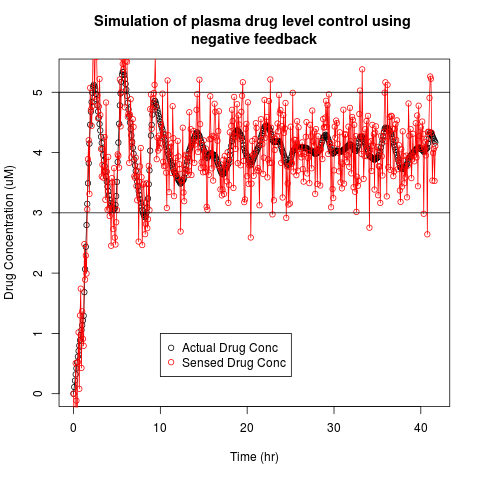 Simulation of plasma drug level control using
negative feedback
Drug Concentration (uM)
5
4
3
2
1
0
Actual Drug Conc
Sensed Drug Conc
0 10 20 30 40
Time (hr)